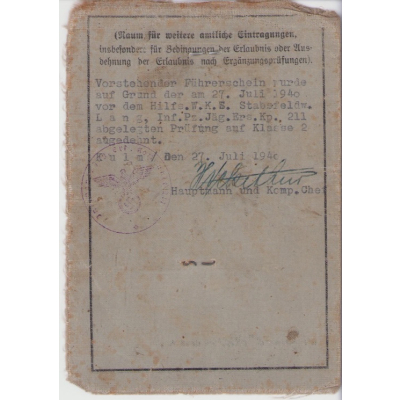 (Raum für weitere amtliche Eintragungen,
insbesondere für Bedingungen der Erlaubnis oder Aus-
dehnung der Erlaubnis nach Ergänzungsprüfungen).
Vorstehender Führerschein wurde
auf Grund der am 27. Juli 1940
vor dem Hilfs.W.K.S. Stabsfeldw.
L a n g, Inf.Pz.Jäg.Ers.Kp. 211
abgelegten Prüfung auf Klasse 2
ausgedehnt.
den 27. Juli 1940
Hauptmann und Komp.Chef